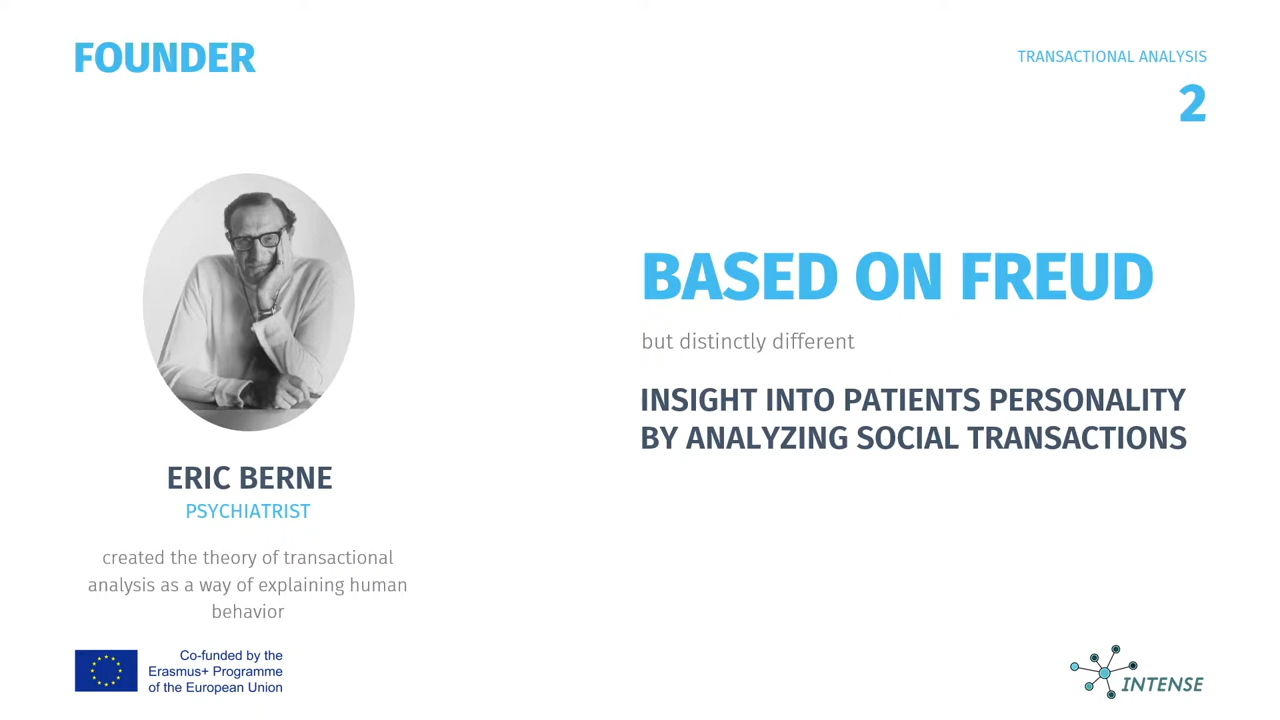 FOUNDER
TRANSACTIONAL ANALYSIS
2
BASED ON FREUD
but distinctly different
INSIGHT INTO PATIENTS PERSONALITY
BY ANALYZING SOCIAL TRANSACTIONS
ERIC BERNE
PSYCHIATRIST
created the theory of transactional
analysis as a way of explaining human
behavior
Co-funded by the
Erasmus+ Programme
of the European Union
INTENSE